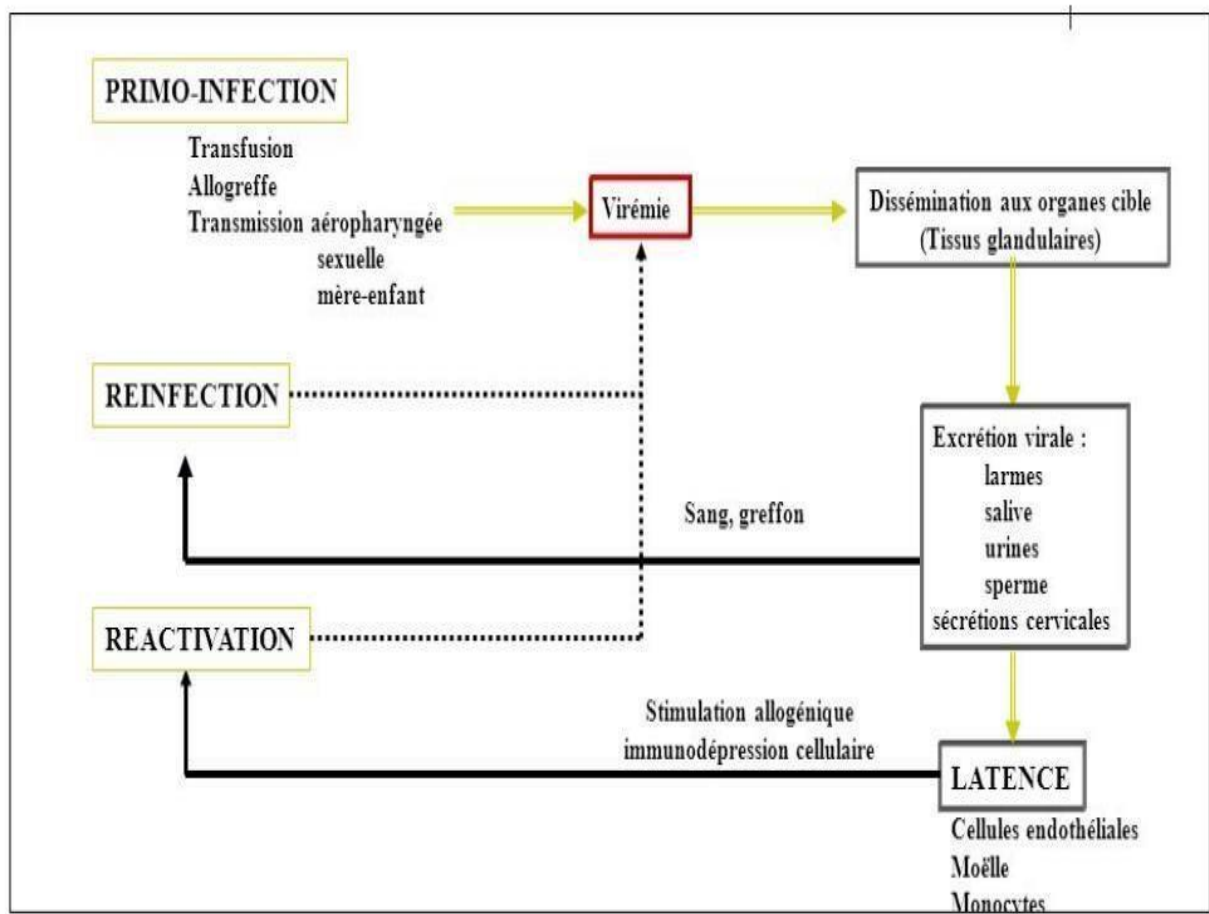 PRIMO-INFECTION
Transfusion
Allogreffe
Transmission aéropharyngée
sexuelle
mère-enfant
Virémie
Dissémination aux organes cible
(Tissus glandulaires)
REINFECTION
Excrétion virale :
larmes
salive
urines
sperme
sécrétions cervicales
Sang, greffon
REACTIVATION
Stimulation allogénique
immunodépression cellulaire
LATENCE
Cellules endothéliales
Moëlle
Monocytes